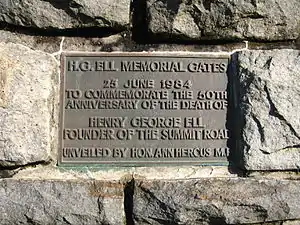 H.G. ELL MEMORIAL GATES
25 JUNE 1984
TO COMMEMORATE THE 50TH
ANNIVERSARY OF THE DEATH OF
HENRY GEORGE ELL
FOUNDER OF THE SUMMIT ROAD
UNVEILED BY HON. ANN HERCUS M.P.